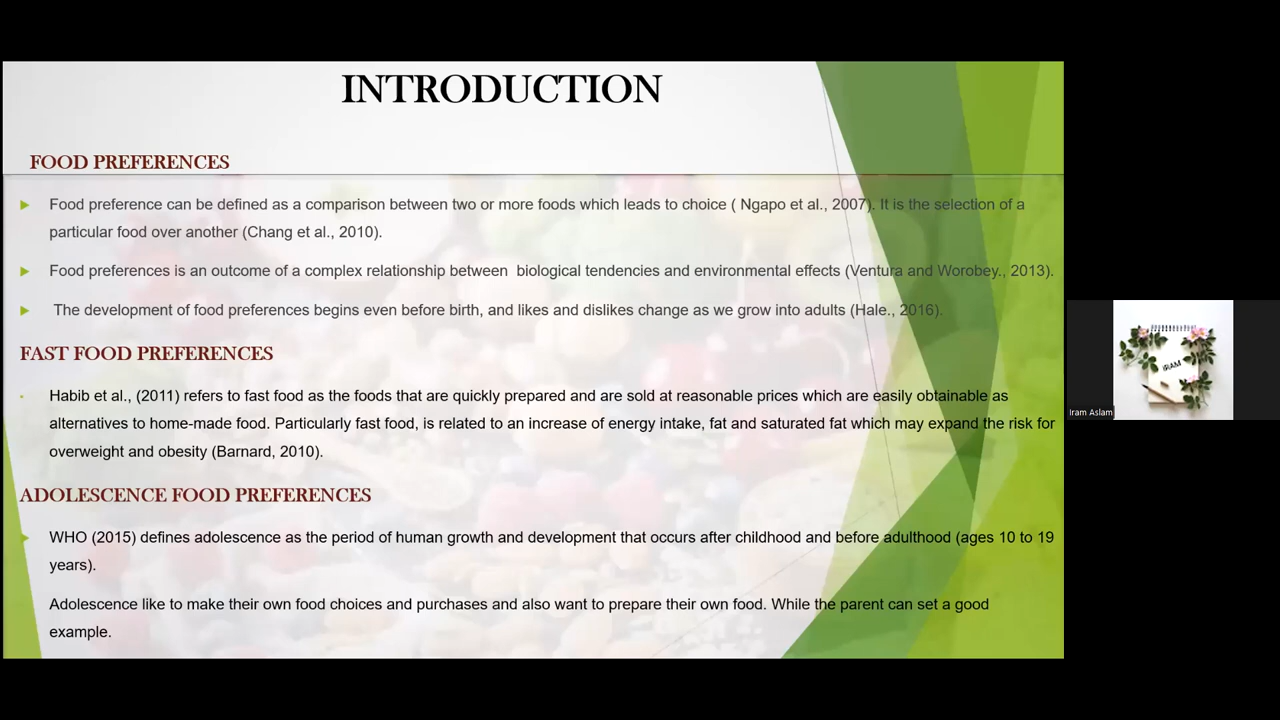 INTRODUCTION
FOOD PREFERENCES
Food preference can be defined as a comparison between two or more foods which leads to choice ( Ngapo et al., 2007). It is the selection of a
particular food over another (Chang et al., 2010).
Food preferences is an outcome of a complex relationship between biological tendencies and environmental effects (Ventura and Worobey., 2013).
The development of food preferences begins even before birth, and likes and dislikes change as we grow into adults (Hale., 2016).
FAST FOOD PREFERENCES
Habib et al., (2011) refers to fast food as the foods that are quickly prepared and are sold at reasonable prices which are easily obtainable as
alternatives to home-made food. Particularly fast food, is related to an increase of energy intake, fat and saturated fat which may expand the risk for
overweight and obesity (Barnard, 2010).
ADOLESCENCE FOOD PREFERENCES
WHO (2015) defines adolescence as the period of human growth and development that occurs after childhood and before adulthood (ages 10 to 19
years).
Adolescence like to make their own food choices and purchases and also want to prepare their own food. While the parent can set a good
example.
IRAM
Iram Aslam